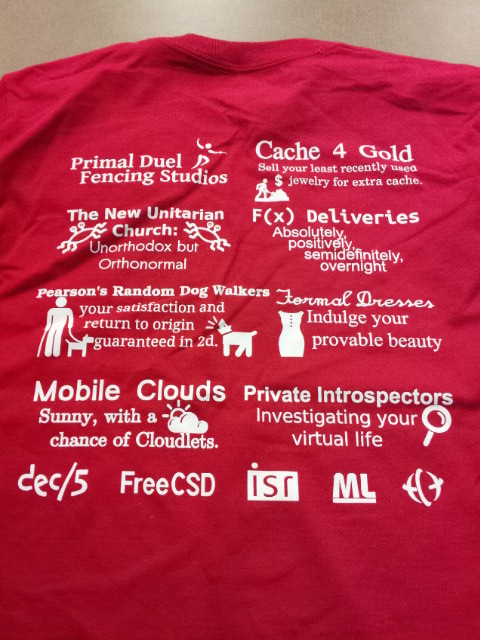 Primal Duel
Fencing Studios
Cache 4 Gold
Sell your least recently used
$ jewelry for extra cache.
The New Unitarian
Church:
Unorthodox but
Orthonormal
F(x) Deliveries
Absolutely,
positively,
semidefinitely,
overnight
Pearson's Random Dog Walkers
your satisfaction and
return to origin
guaranteed in 2d.
Formal Dresses
Indulge your
provable beauty
Mobile Clouds
Sunny, with a
chance of Cloudlets.
Private Introspectors
Investigating your
virtual life
dec/5
FreeCSD
isr
ML